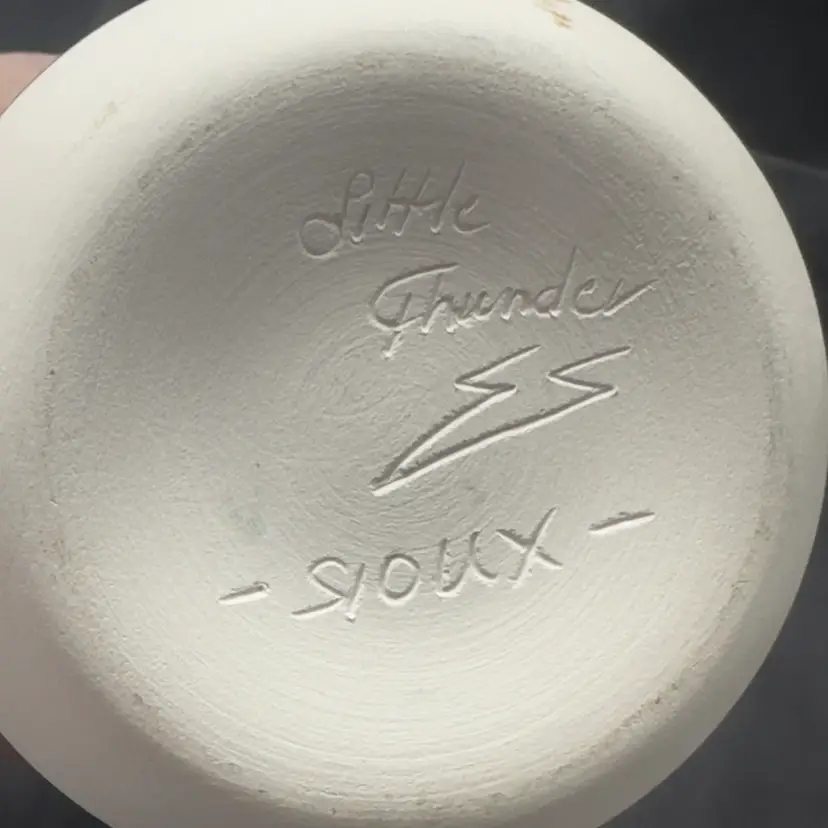 Little
Thunder
- SIOUX -